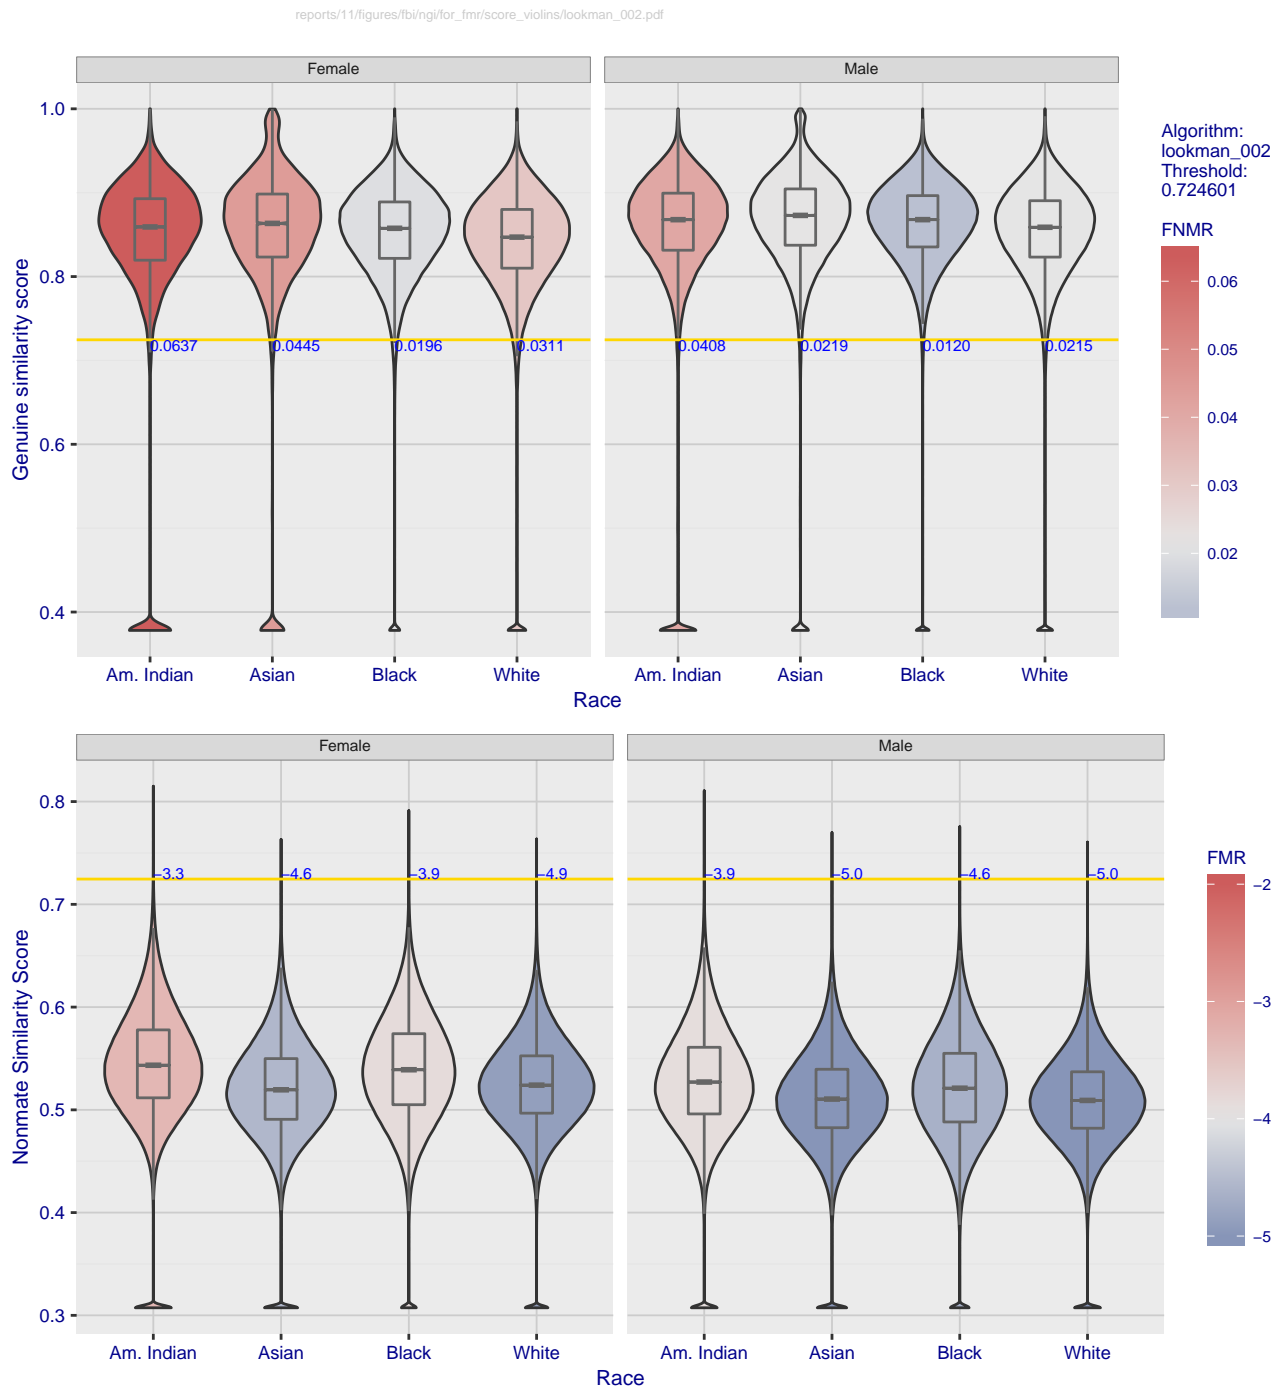 reports/11/figures/fbi/ngi/for_fmr/score_violins/lookman_002.pdf
Female
Male
Genuine similarity score
1.0
0.8
0.6
0.4
0.0637
0.0445
0.0196
0.0311
0.0408
0.0219
0.0120
0.0215
Am. Indian
Asian
Black
White
Am. Indian
Asian
Black
White
Race
Algorithm:
lookman_002
Threshold:
0.724601
FNMR
0.06
0.05
0.04
0.03
0.02
Female
Male
Nonmate Similarity Score
0.8
0.7
0.6
0.5
0.4
0.3
−3.3
−4.6
−3.9
−4.9
−3.9
−5.0
−4.6
−5.0
Am. Indian
Asian
Black
White
Am. Indian
Asian
Black
White
Race
FMR
−2
−3
−4
−5